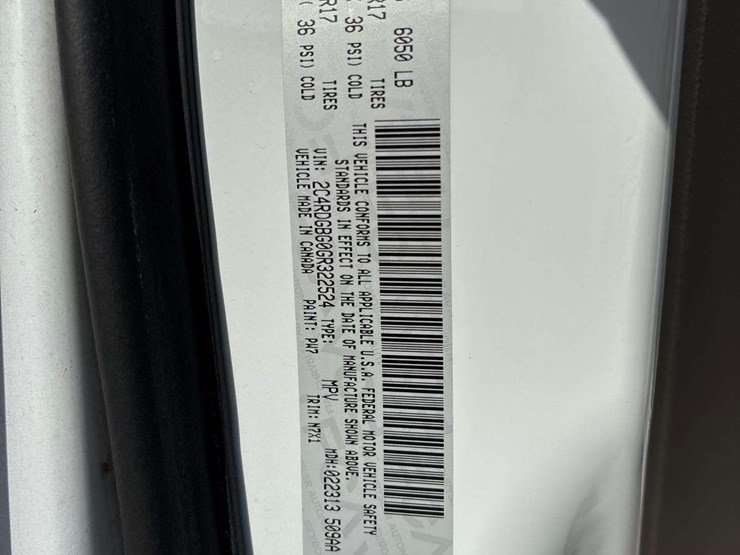 6050 LB
R17 TIRES
( 36 PSI) COLD
R17 TIRES
( 36 PSI) COLD
THIS VEHICLE CONFORMS TO ALL APPLICABLE U.S.A. FEDERAL MOTOR VEHICLE SAFETY
STANDARDS IN EFFECT ON THE DATE OF MANUFACTURE SHOWN ABOVE.
VIN: 2C4RDGBG0GR322524 TYPE: MPV MDH:022313 509AA
VEHICLE MADE IN CANADA PAINT: PW7 TRIM: N7X1